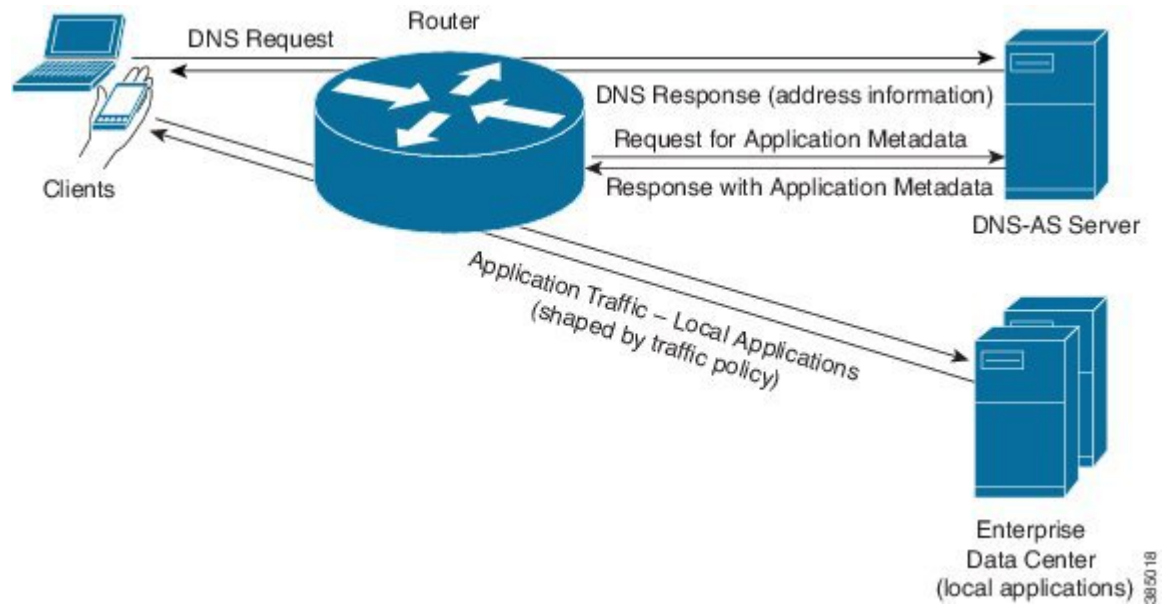 Router
DNS Request
DNS Response (address information)
Request for Application Metadata
Response with Application Metadata
Clients
DNS-AS Server
Application Traffic – Local Applications
(shaped by traffic policy)
Enterprise
Data Center
(local applications)
385018